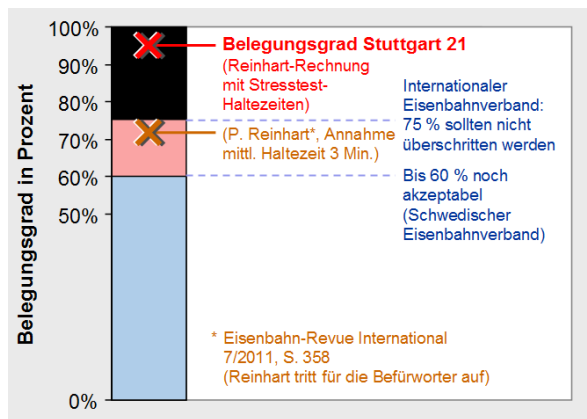 100%
90%
80%
70%
60%
50%
0%
Belegungsgrad in Prozent
Belegungsgrad Stuttgart 21
(Reinhart-Rechnung
mit Stresstest-
Haltezeiten)
(P. Reinhart*, Annahme
mittl. Haltezeit 3 Min.)
Internationaler
Eisenbahnverband:
75 % sollten nicht
überschritten werden
Bis 60 % noch
akzeptabel
(Schwedischer
Eisenbahnverband)
* Eisenbahn-Revue International
7/2011, S. 358
(Reinhart tritt für die Befürworter auf)